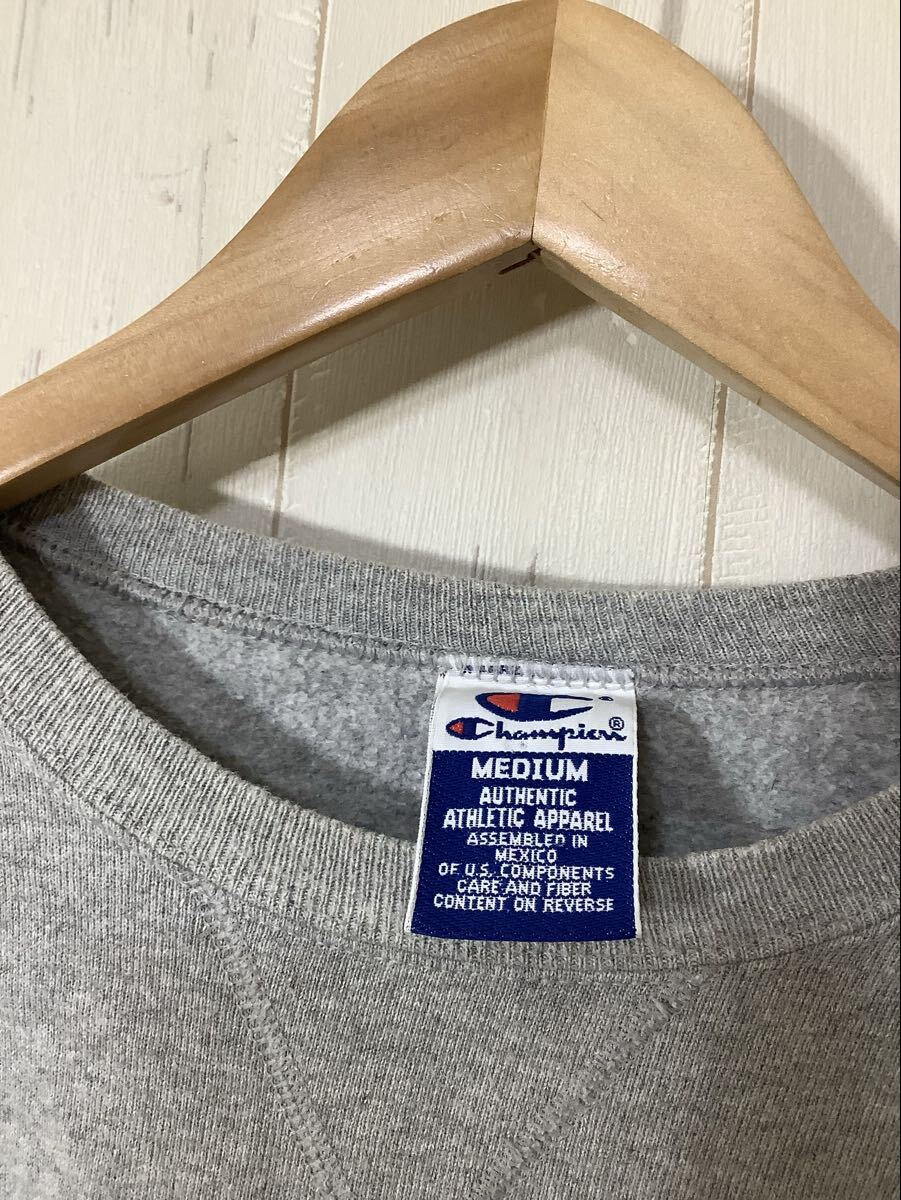 Champion®
MEDIUM
AUTHENTIC
ATHLETIC APPAREL
ASSEMBLED IN
MEXICO
OF U.S. COMPONENTS
CARE AND FIBER
CONTENT ON REVERSE